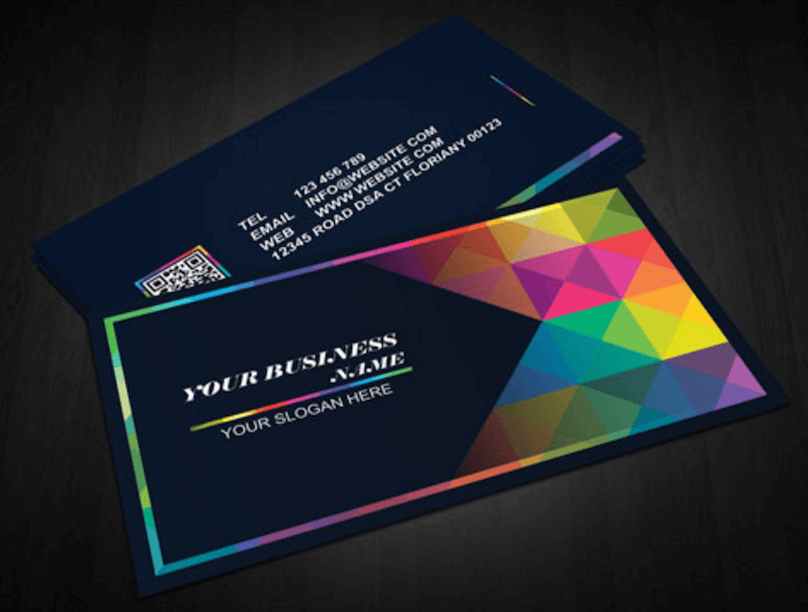 TEL 123 456 789
EMAIL INFO@WEBSITE.COM
WEB WWW.WEBSITE.COM
12345 ROAD DSA CT FLORIANY 00123
YOUR BUSINESS
NAME
YOUR SLOGAN HERE